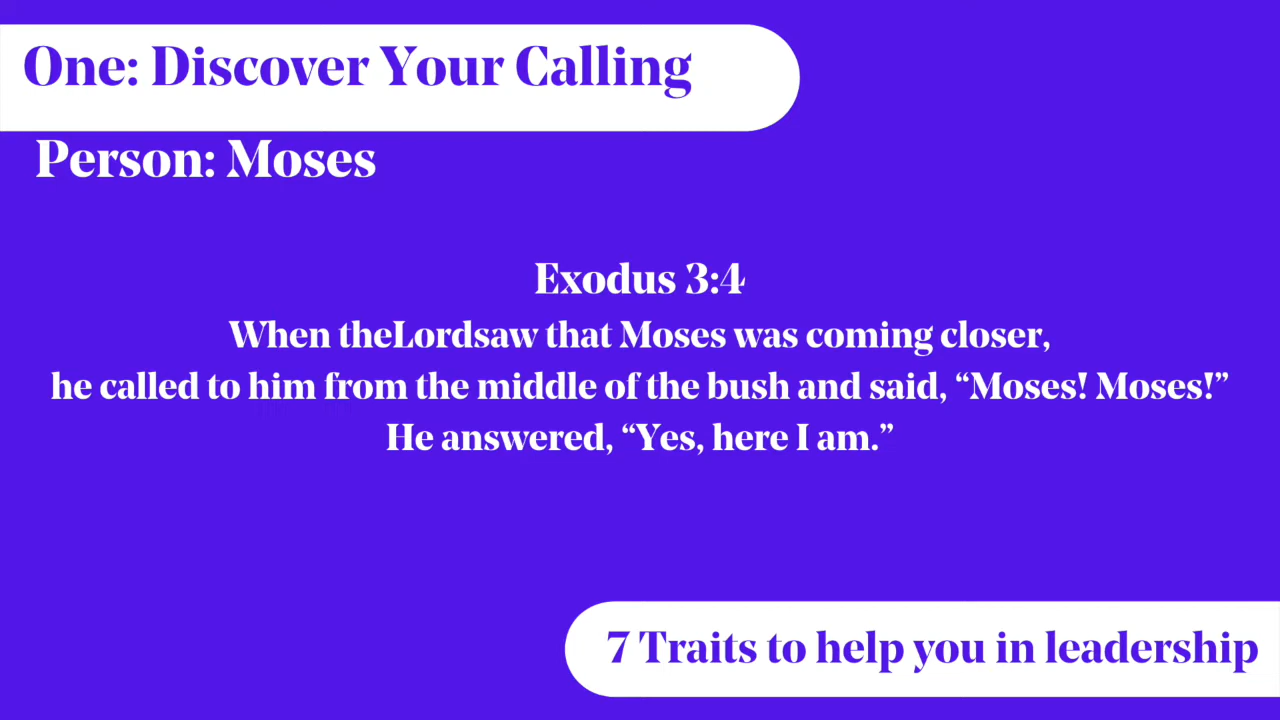 One: Discover Your Calling
Person: Moses
Exodus 3:4
When theLordsaw that Moses was coming closer,
he called to him from the middle of the bush and said, “Moses! Moses!”
He answered, “Yes, here I am.”
7 Traits to help you in leadership